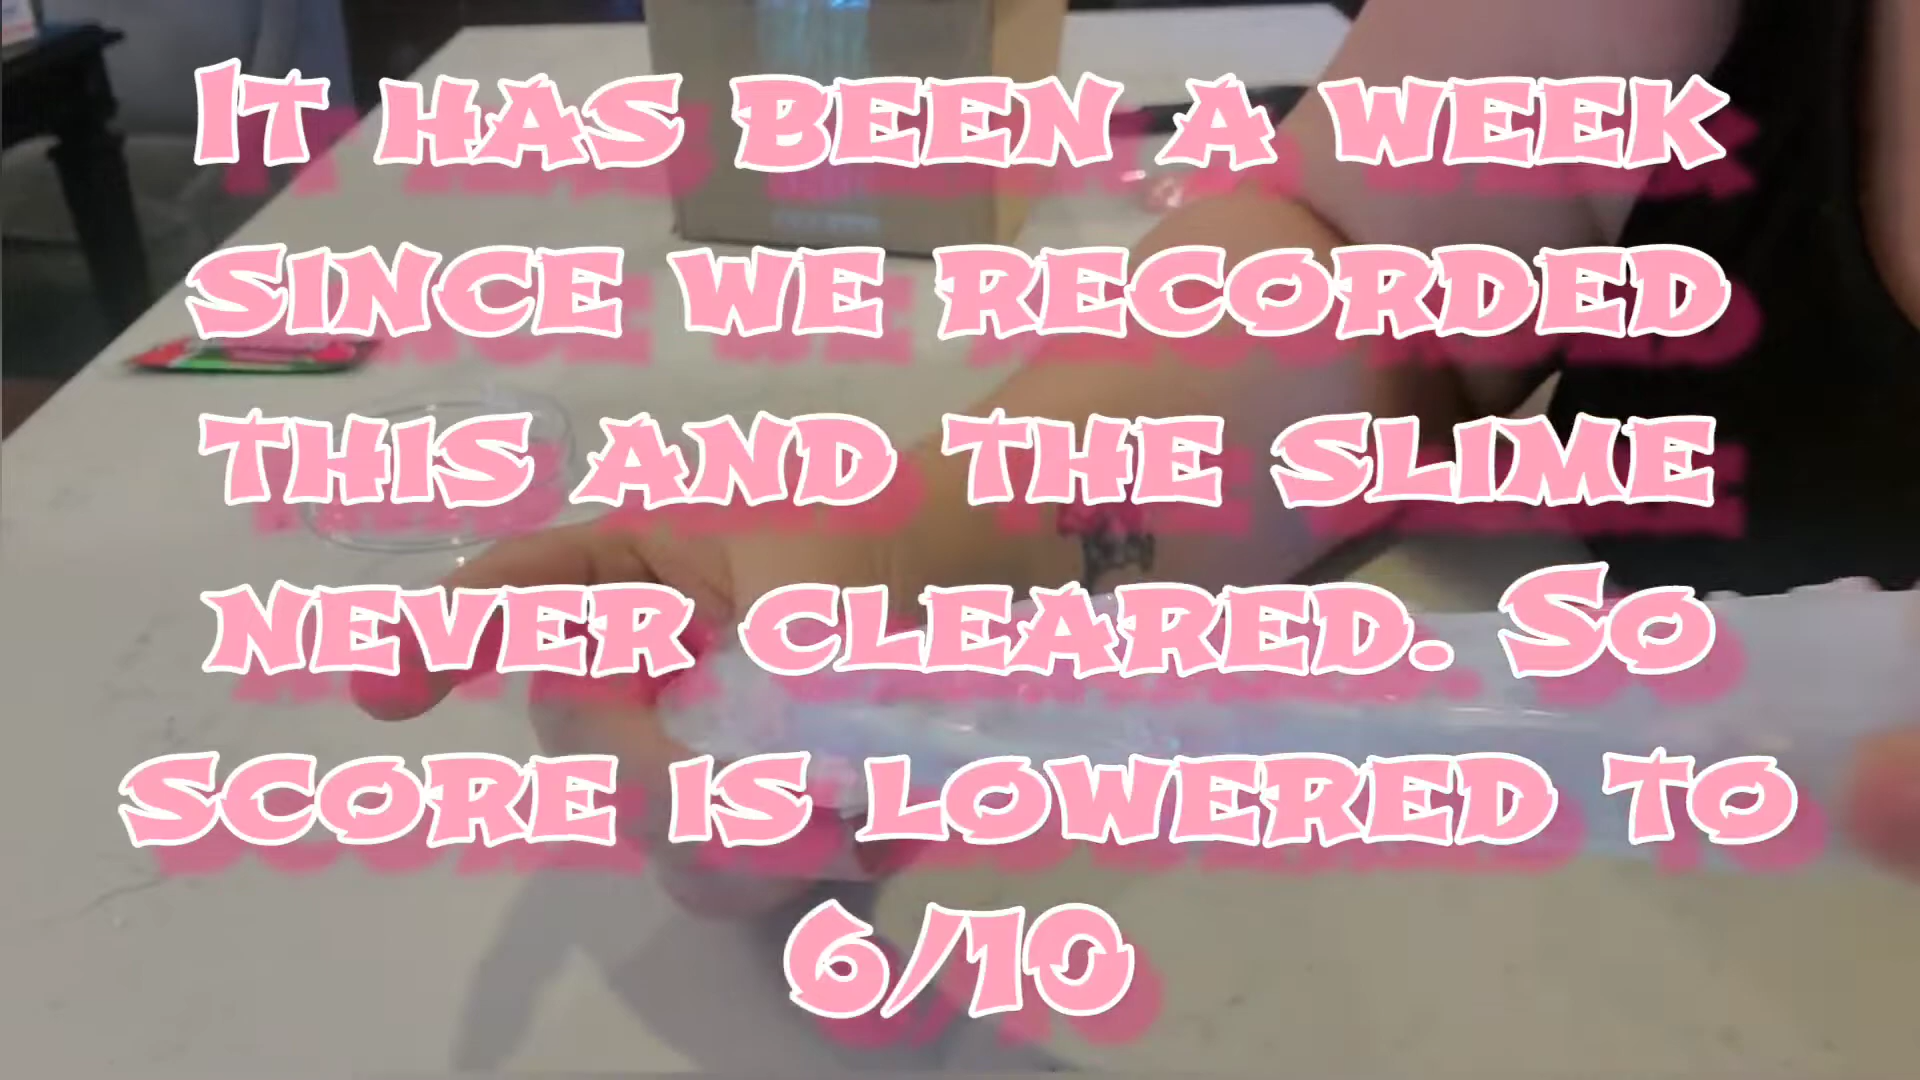 It has been a week
since we recorded
this and the slime
never cleared. So
score is lowered to
6/10